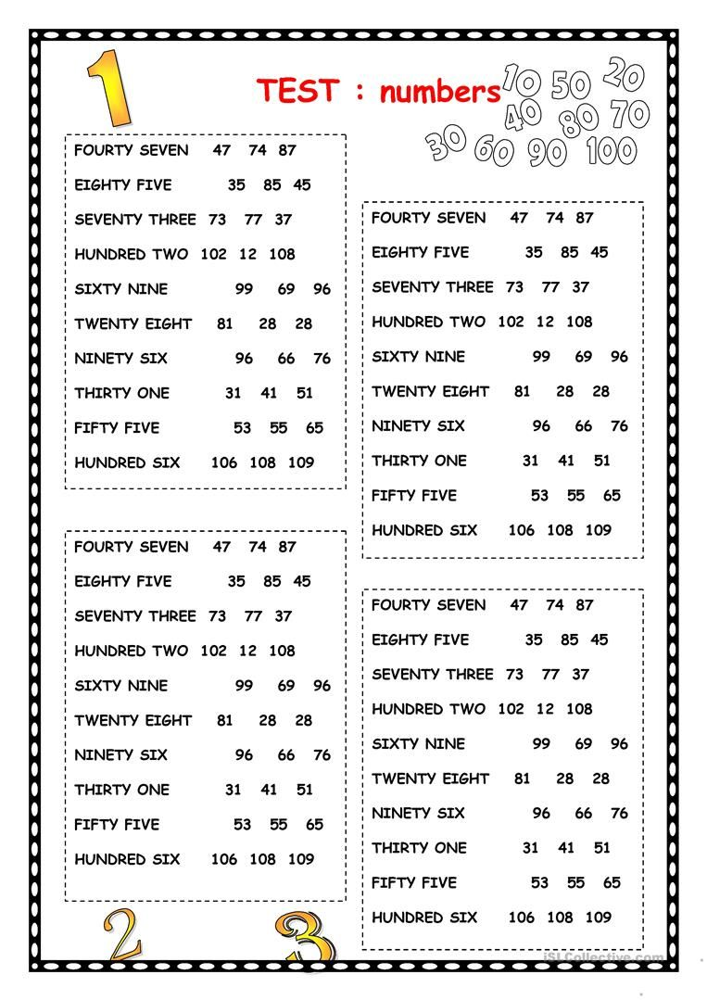 1
TEST : numbers
10 50 20
40 80 70
30 60 90 100
FOURTY SEVEN 47 74 87
EIGHTY FIVE 35 85 45
SEVENTY THREE 73 77 37
HUNDRED TWO 102 12 108
SIXTY NINE 99 69 96
TWENTY EIGHT 81 28 28
NINETY SIX 96 66 76
THIRTY ONE 31 41 51
FIFTY FIVE 53 55 65
HUNDRED SIX 106 108 109
FOURTY SEVEN 47 74 87
EIGHTY FIVE 35 85 45
SEVENTY THREE 73 77 37
HUNDRED TWO 102 12 108
SIXTY NINE 99 69 96
TWENTY EIGHT 81 28 28
NINETY SIX 96 66 76
THIRTY ONE 31 41 51
FIFTY FIVE 53 55 65
HUNDRED SIX 106 108 109
FOURTY SEVEN 47 74 87
EIGHTY FIVE 35 85 45
SEVENTY THREE 73 77 37
HUNDRED TWO 102 12 108
SIXTY NINE 99 69 96
TWENTY EIGHT 81 28 28
NINETY SIX 96 66 76
THIRTY ONE 31 41 51
FIFTY FIVE 53 55 65
HUNDRED SIX 106 108 109
FOURTY SEVEN 47 74 87
EIGHTY FIVE 35 85 45
SEVENTY THREE 73 77 37
HUNDRED TWO 102 12 108
SIXTY NINE 99 69 96
TWENTY EIGHT 81 28 28
NINETY SIX 96 66 76
THIRTY ONE 31 41 51
FIFTY FIVE 53 55 65
HUNDRED SIX 106 108 109
2 3
iSLCollective.com